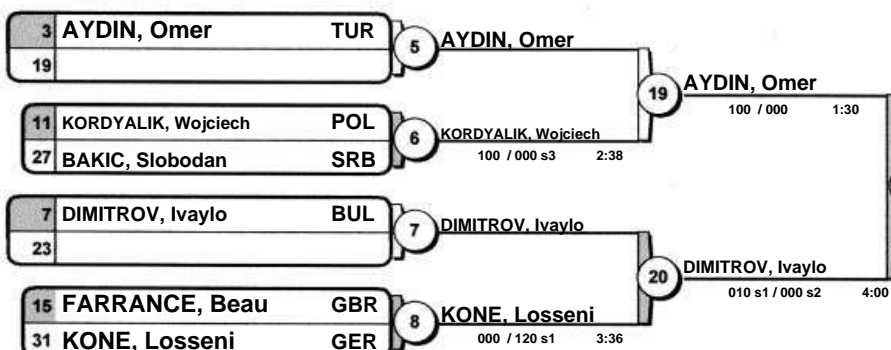 3 AYDIN, Omer TUR
19
5 AYDIN, Omer
11 KORDYALIK, Wojciech POL
27 BAKIC, Slobodan SRB
6 KORDYALIK, Wojciech
100 / 000 s3 2:38
19 AYDIN, Omer
100 / 000 1:30
7 DIMITROV, Ivaylo BUL
23
7 DIMITROV, Ivaylo
15 FARRANCE, Beau GBR
31 KONE, Losseni GER
8 KONE, Losseni
000 / 120 s1 3:36
20 DIMITROV, Ivaylo
010 s1 / 000 s2 4:00